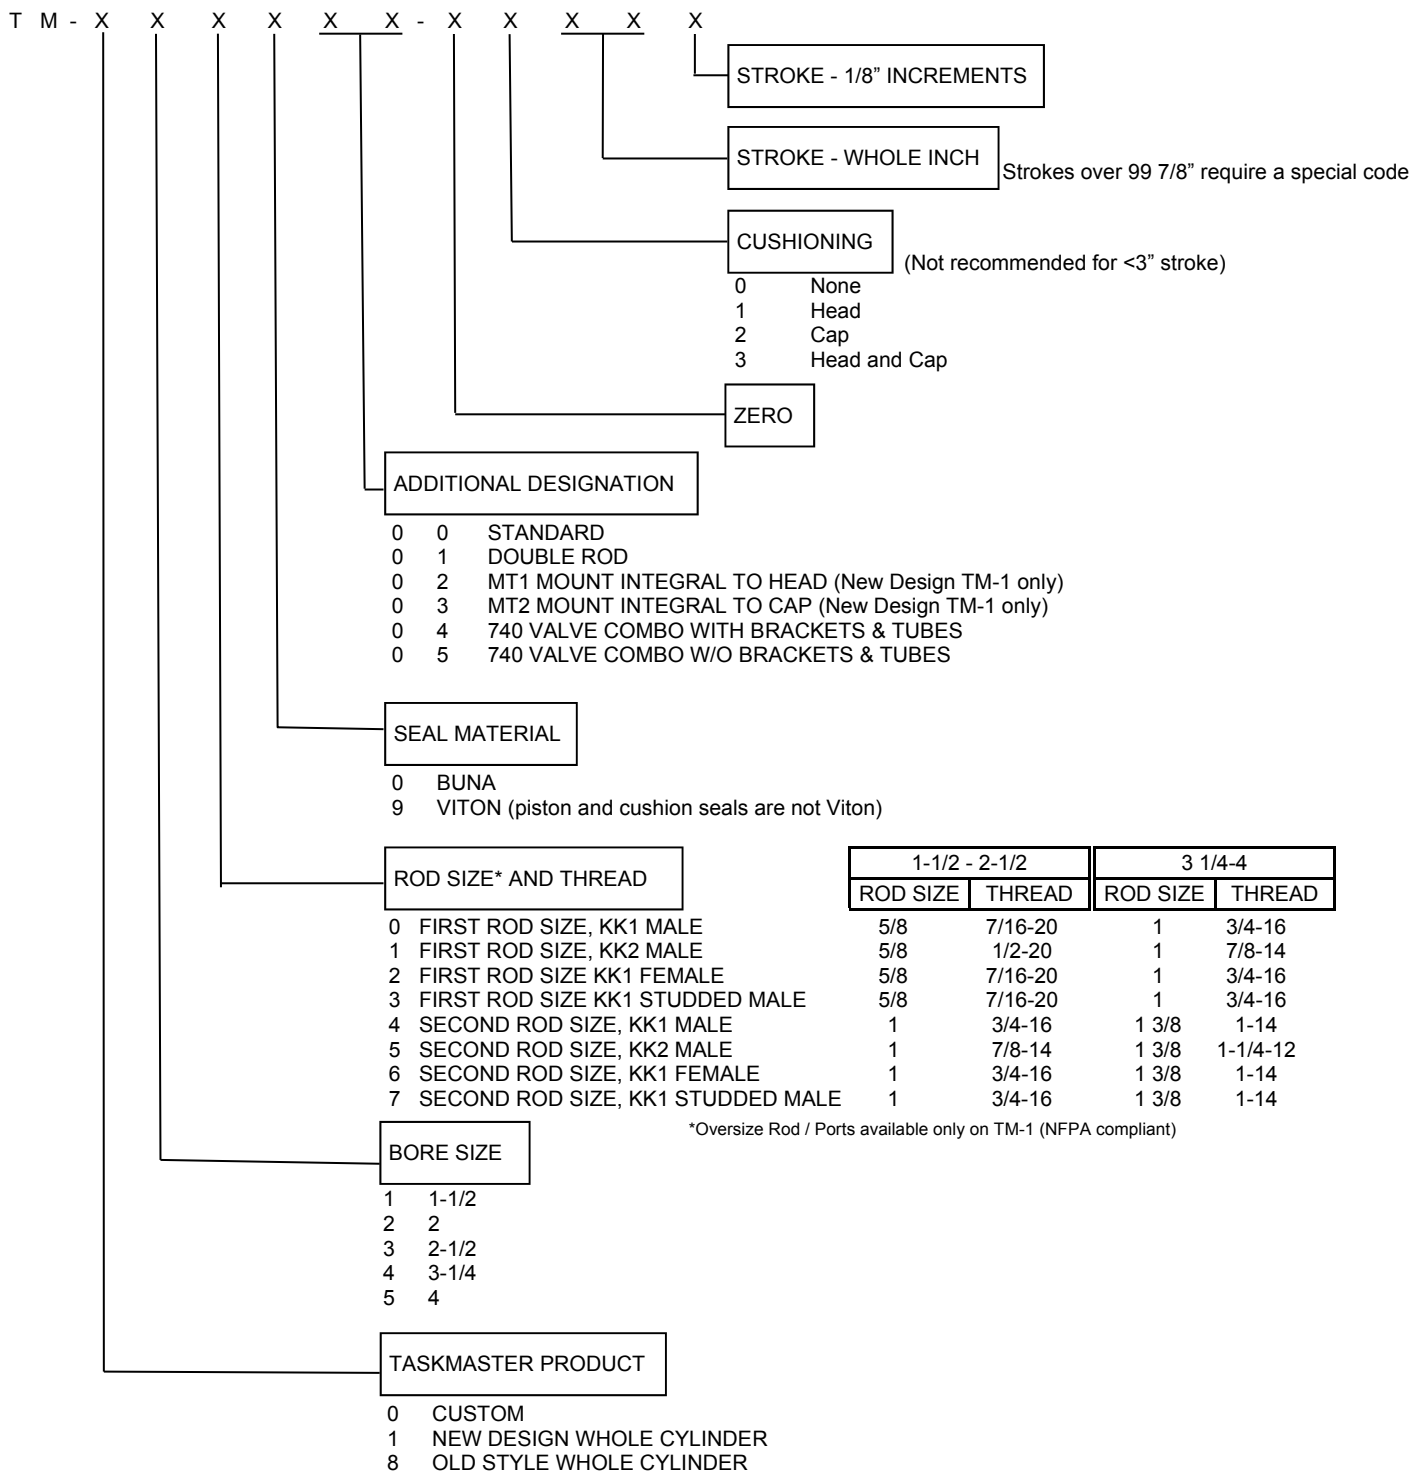 T M - X X X X X X - X X X X X
STROKE - 1/8” INCREMENTS
STROKE - WHOLE INCH
Strokes over 99 7/8” require a special code
CUSHIONING
(Not recommended for <3” stroke)
0 None
1 Head
2 Cap
3 Head and Cap
ZERO
ADDITIONAL DESIGNATION
0 0 STANDARD
0 1 DOUBLE ROD
0 2 MT1 MOUNT INTEGRAL TO HEAD (New Design TM-1 only)
0 3 MT2 MOUNT INTEGRAL TO CAP (New Design TM-1 only)
0 4 740 VALVE COMBO WITH BRACKETS & TUBES
0 5 740 VALVE COMBO W/O BRACKETS & TUBES
SEAL MATERIAL
0 BUNA
9 VITON (piston and cushion seals are not Viton)
ROD SIZE* AND THREAD
1-1/2 - 2-1/2 3 1/4-4
ROD SIZE THREAD ROD SIZE THREAD
0 FIRST ROD SIZE, KK1 MALE 5/8 7/16-20 1 3/4-16
1 FIRST ROD SIZE, KK2 MALE 5/8 1/2-20 1 7/8-14
2 FIRST ROD SIZE KK1 FEMALE 5/8 7/16-20 1 3/4-16
3 FIRST ROD SIZE KK1 STUDDED MALE 5/8 7/16-20 1 3/4-16
4 SECOND ROD SIZE, KK1 MALE 1 3/4-16 1 3/8 1-14
5 SECOND ROD SIZE, KK2 MALE 1 7/8-14 1 3/8 1-1/4-12
6 SECOND ROD SIZE, KK1 FEMALE 1 3/4-16 1 3/8 1-14
7 SECOND ROD SIZE, KK1 STUDDED MALE 1 3/4-16 1 3/8 1-14
*Oversize Rod / Ports available only on TM-1 (NFPA compliant)
BORE SIZE
1 1-1/2
2 2
3 2-1/2
4 3-1/4
5 4
TASKMASTER PRODUCT
0 CUSTOM
1 NEW DESIGN WHOLE CYLINDER
8 OLD STYLE WHOLE CYLINDER